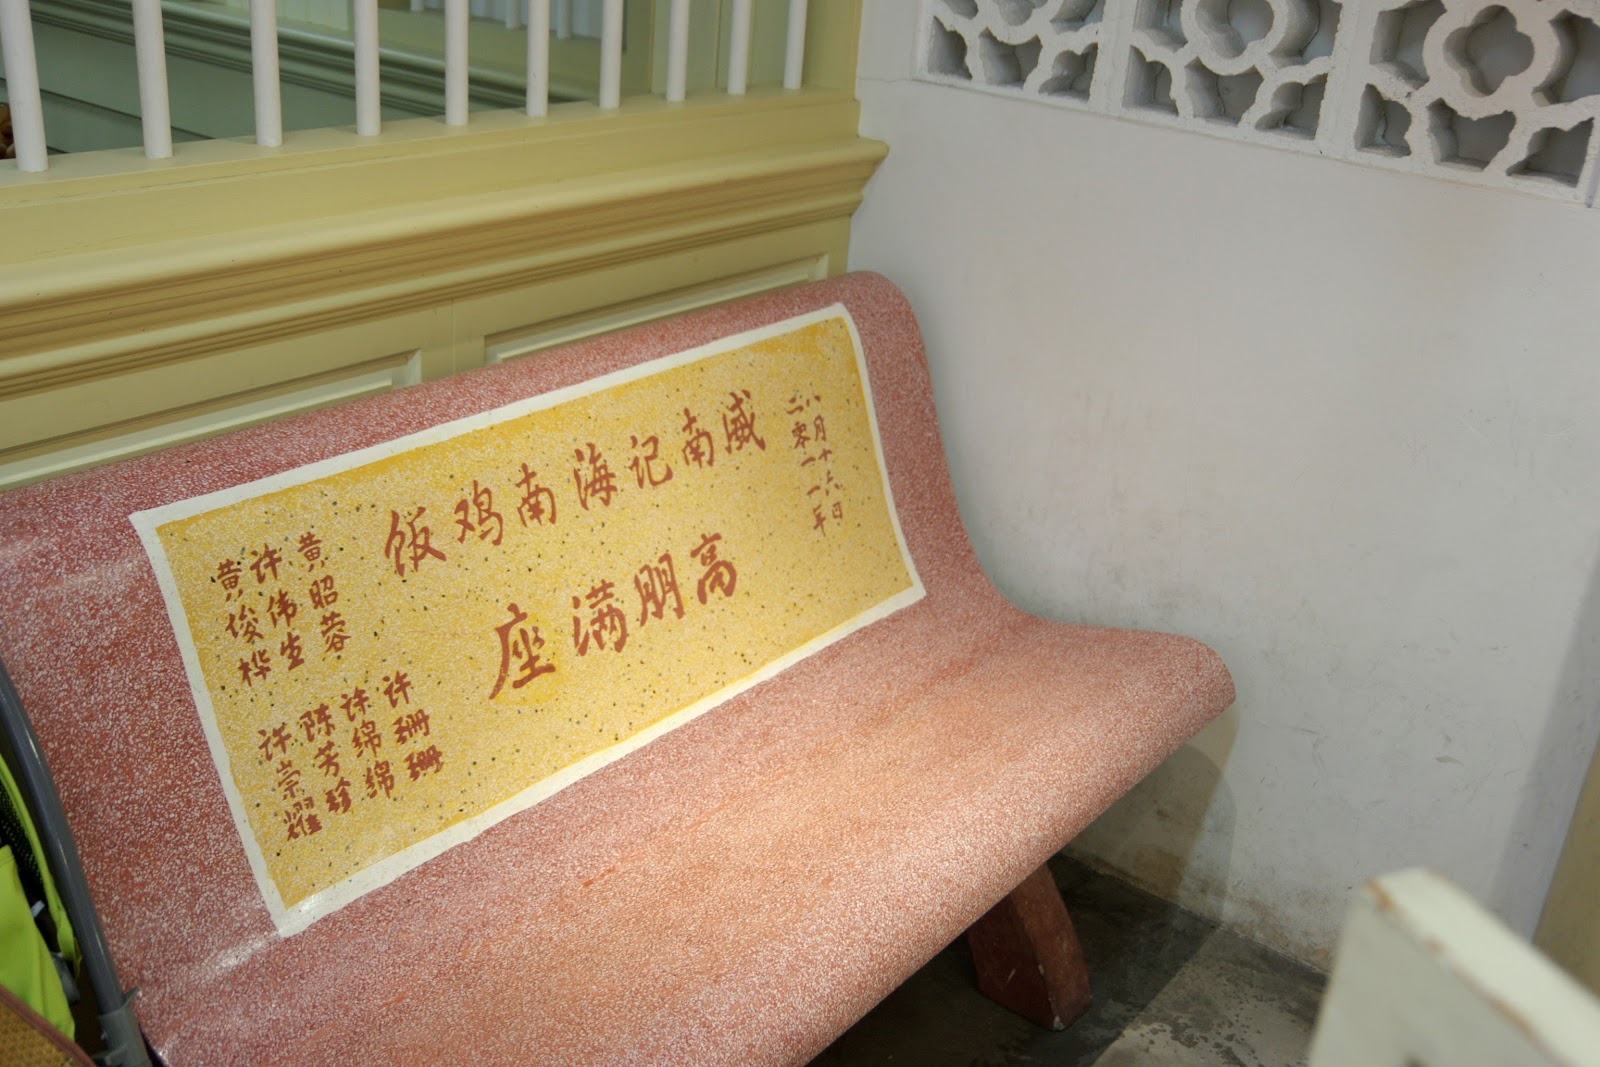 二零一一年
八月十六日
威南记海南鸡饭
高朋满座
黄昭蓉
许伟生
黄俊桦
许珊珊
许绵绵
陈芳珍
许崇耀